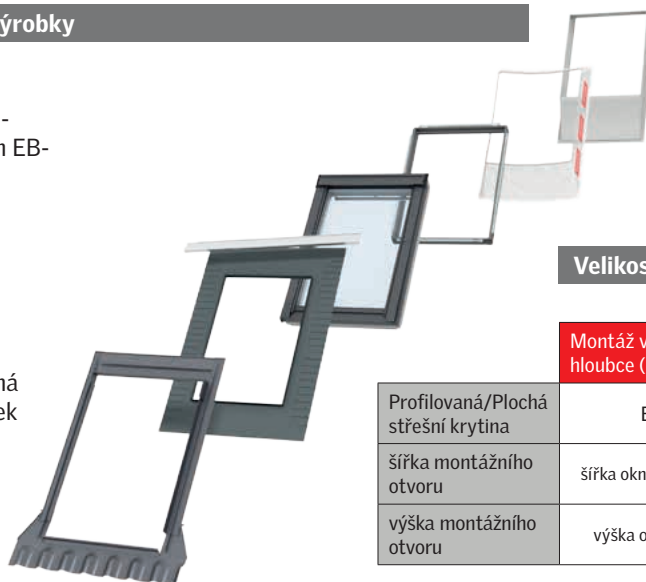 ýrobky
-
n EB-
ná
ek
Velikos
Montáž v
hloubce (
Profilovaná/Plochá
střešní krytina
E
šířka montážního
otvoru
šířka okn
výška montážního
otvoru
výška o